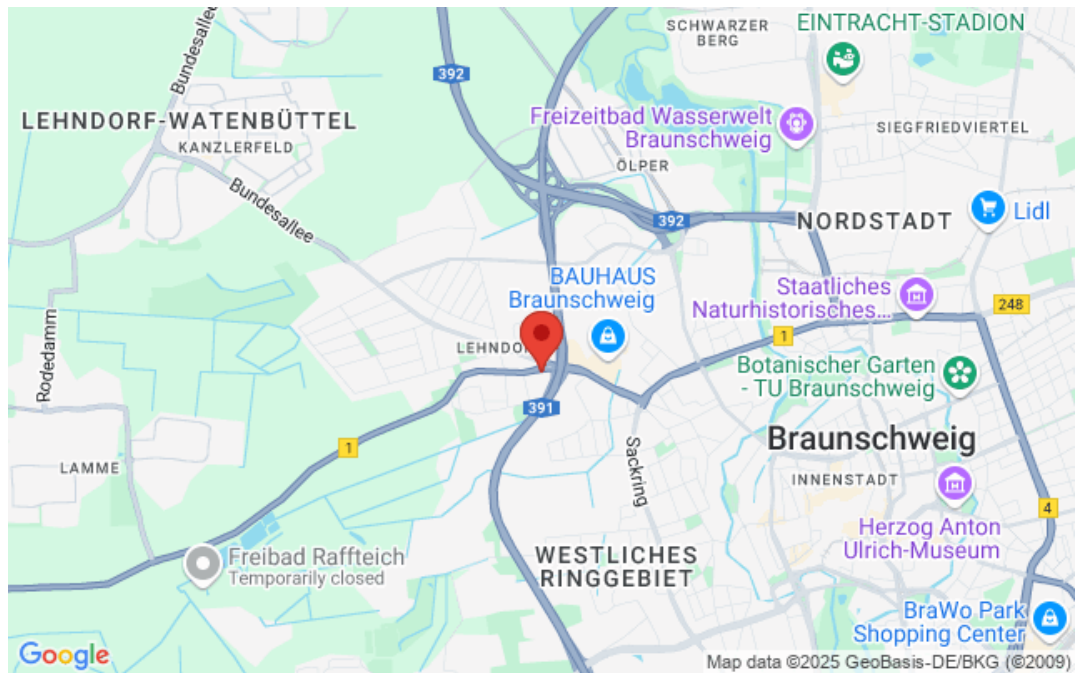 SCHWARZER
BERG
EINTRACHT-STADION
Bundesallee
392
LEHNDORF-WATENBÜTTEL
KANZLERFELD
Freizeitbad Wasserwelt
Braunschweig
SIEGFRIEDVIERTEL
ÖLPER
Bundesallee
392
NORDSTADT
Lidl
BAUHAUS
Braunschweig
Staatliches
Naturhistorisches...
248
1
Rodedamm
LEHNDO
Botanischer Garten
- TU Braunschweig
391
1
Sackring
Braunschweig
LAMME
INNENSTADT
4
Herzog Anton
Ulrich-Museum
Freibad Raffteich
Temporarily closed
WESTLICHES
RINGGEBIET
BraWo Park
Shopping Center
Google
Map data ©2025 GeoBasis-DE/BKG (©2009)